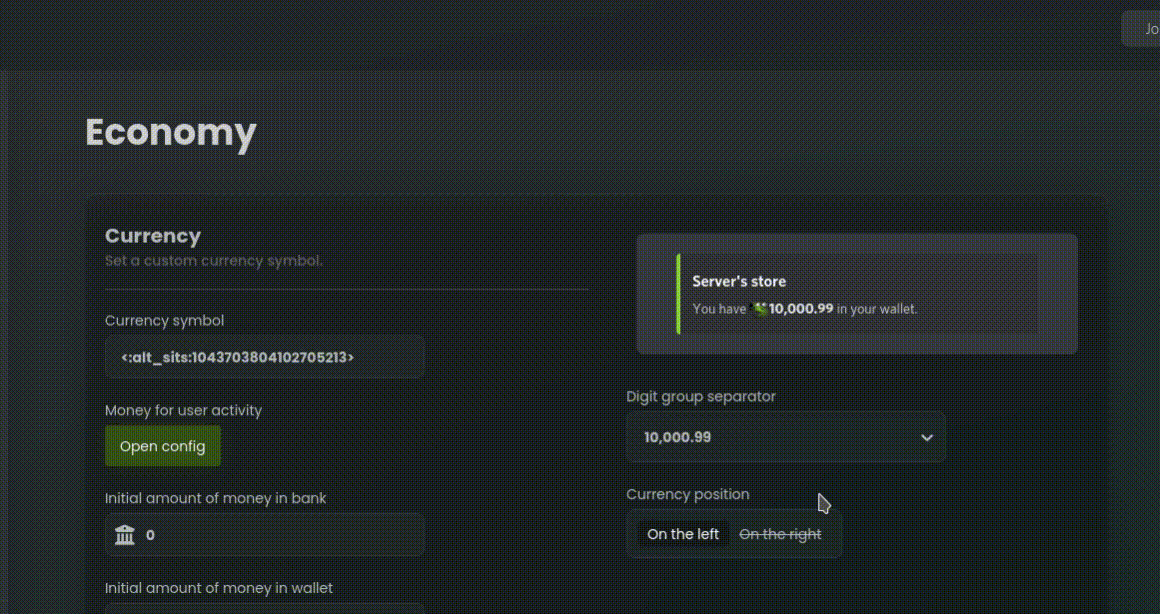 Jo
Economy
Currency
Set a custom currency symbol.
Currency symbol
<:alt_sits:1043703804102705213>
Money for user activity
Open config
Initial amount of money in bank
0
Initial amount of money in wallet
Server's store
You have 10,000.99 in your wallet.
Digit group separator
10,000.99
Currency position
On the left On the right